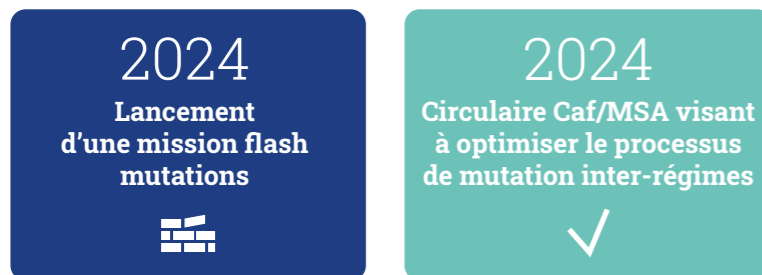 2024
Lancement
d'une mission flash
mutations
2024
Circulaire Caf/MSA visant
à optimiser le processus
de mutation inter-régimes